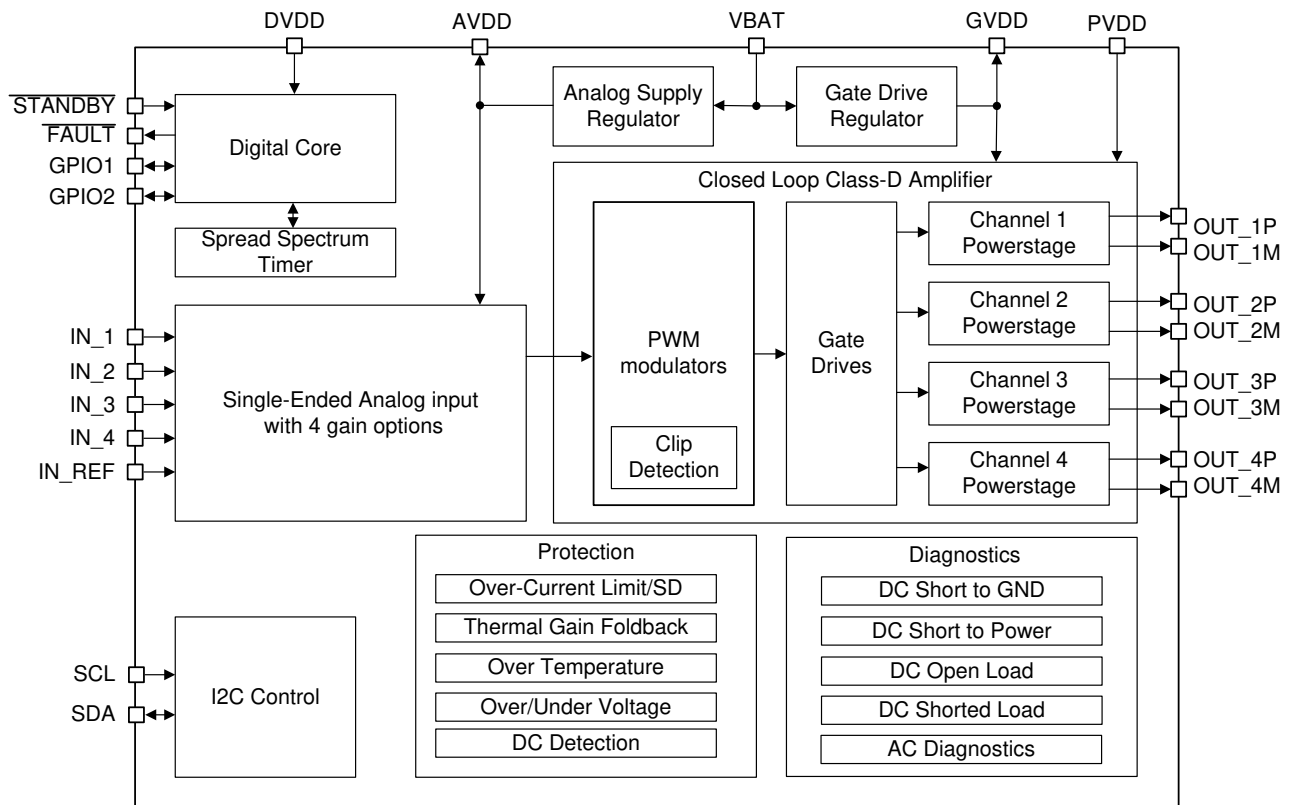 DVDD
AVDD
VBAT
GVDD
PVDD
STANDBY
FAULT
GPIO1
GPIO2
Digital Core
Spread Spectrum
Timer
Analog Supply
Regulator
Gate Drive
Regulator
Closed Loop Class-D Amplifier
IN_1
IN_2
IN_3
IN_4
IN_REF
Single-Ended Analog input
with 4 gain options
PWM
modulators
Clip
Detection
Gate
Drives
Channel 1
Powerstage
Channel 2
Powerstage
Channel 3
Powerstage
Channel 4
Powerstage
OUT_1P
OUT_1M
OUT_2P
OUT_2M
OUT_3P
OUT_3M
OUT_4P
OUT_4M
SCL
SDA
I2C Control
Protection
Over-Current Limit/SD
Thermal Gain Foldback
Over Temperature
Over/Under Voltage
DC Detection
Diagnostics
DC Short to GND
DC Short to Power
DC Open Load
DC Shorted Load
AC Diagnostics